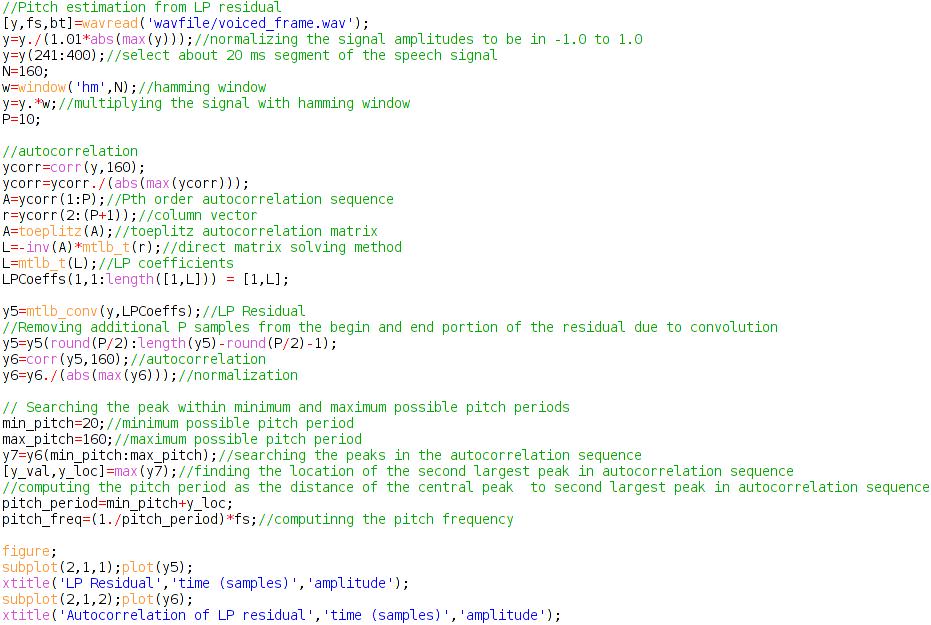 //Pitch estimation from LP residual
[y,fs,bt]=wavread('wavfile/voiced_frame.wav');
y=y./(1.01*abs(max(y)));//normalizing the signal amplitudes to be in -1.0 to 1.0
y=y(241:400);//select about 20 ms segment of the speech signal
N=160;
w=window('hm',N);//hamming window
y=y.*w;//multiplying the signal with hamming window
P=10;
//autocorrelation
ycorr=corr(y,160);
ycorr=ycorr./(abs(max(ycorr)));
A=ycorr(1:P);//Pth order autocorrelation sequence
r=ycorr(2:(P+1));//column vector
A=toeplitz(A);//toeplitz autocorrelation matrix
L=-inv(A)*mtlb_t(r);//direct matrix solving method
L=mtlb_t(L);//LP coefficients
LPCoeffs(1,1:length([1,L])) = [1,L];
y5=mtlb_conv(y,LPCoeffs);//LP Residual
//Removing additional P samples from the begin and end portion of the residual due to convolution
y5=y5(round(P/2):length(y5)-round(P/2)-1);
y6=corr(y5,160);//autocorrelation
y6=y6./(abs(max(y6)));//normalization
// Searching the peak within minimum and maximum possible pitch periods
min_pitch=20;//minimum possible pitch period
max_pitch=160;//maximum possible pitch period
y7=y6(min_pitch:max_pitch);//searching the peaks in the autocorrelation sequence
[y_val,y_loc]=max(y7);//finding the location of the second largest peak in autocorrelation sequence
//computing the pitch period as the distance of the central peak  to second largest peak in autocorrelation sequence
pitch_period=min_pitch+y_loc;
pitch_freq=(1./pitch_period)*fs;//computinng the pitch frequency
figure;
subplot(2,1,1);plot(y5);
xtitle('LP Residual','time (samples)','amplitude');
subplot(2,1,2);plot(y6);
xtitle('Autocorrelation of LP residual','time (samples)','amplitude');